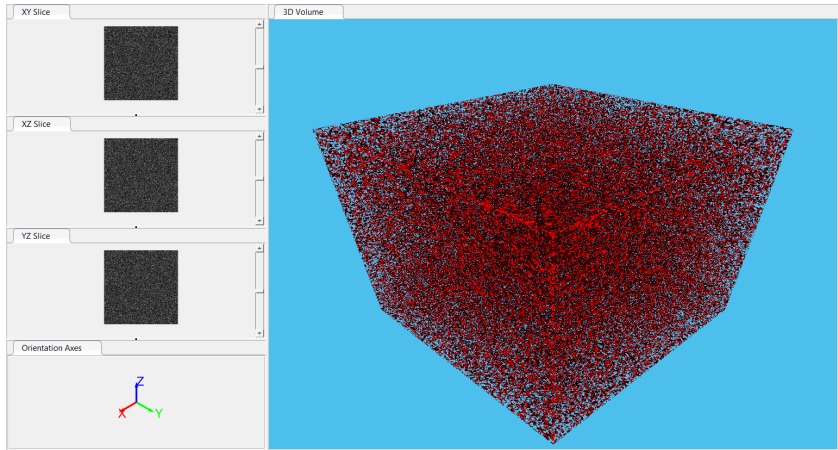 XY Slice
3D Volume
XZ Slice
YZ Slice
Orientation Axes
Z
X
Y